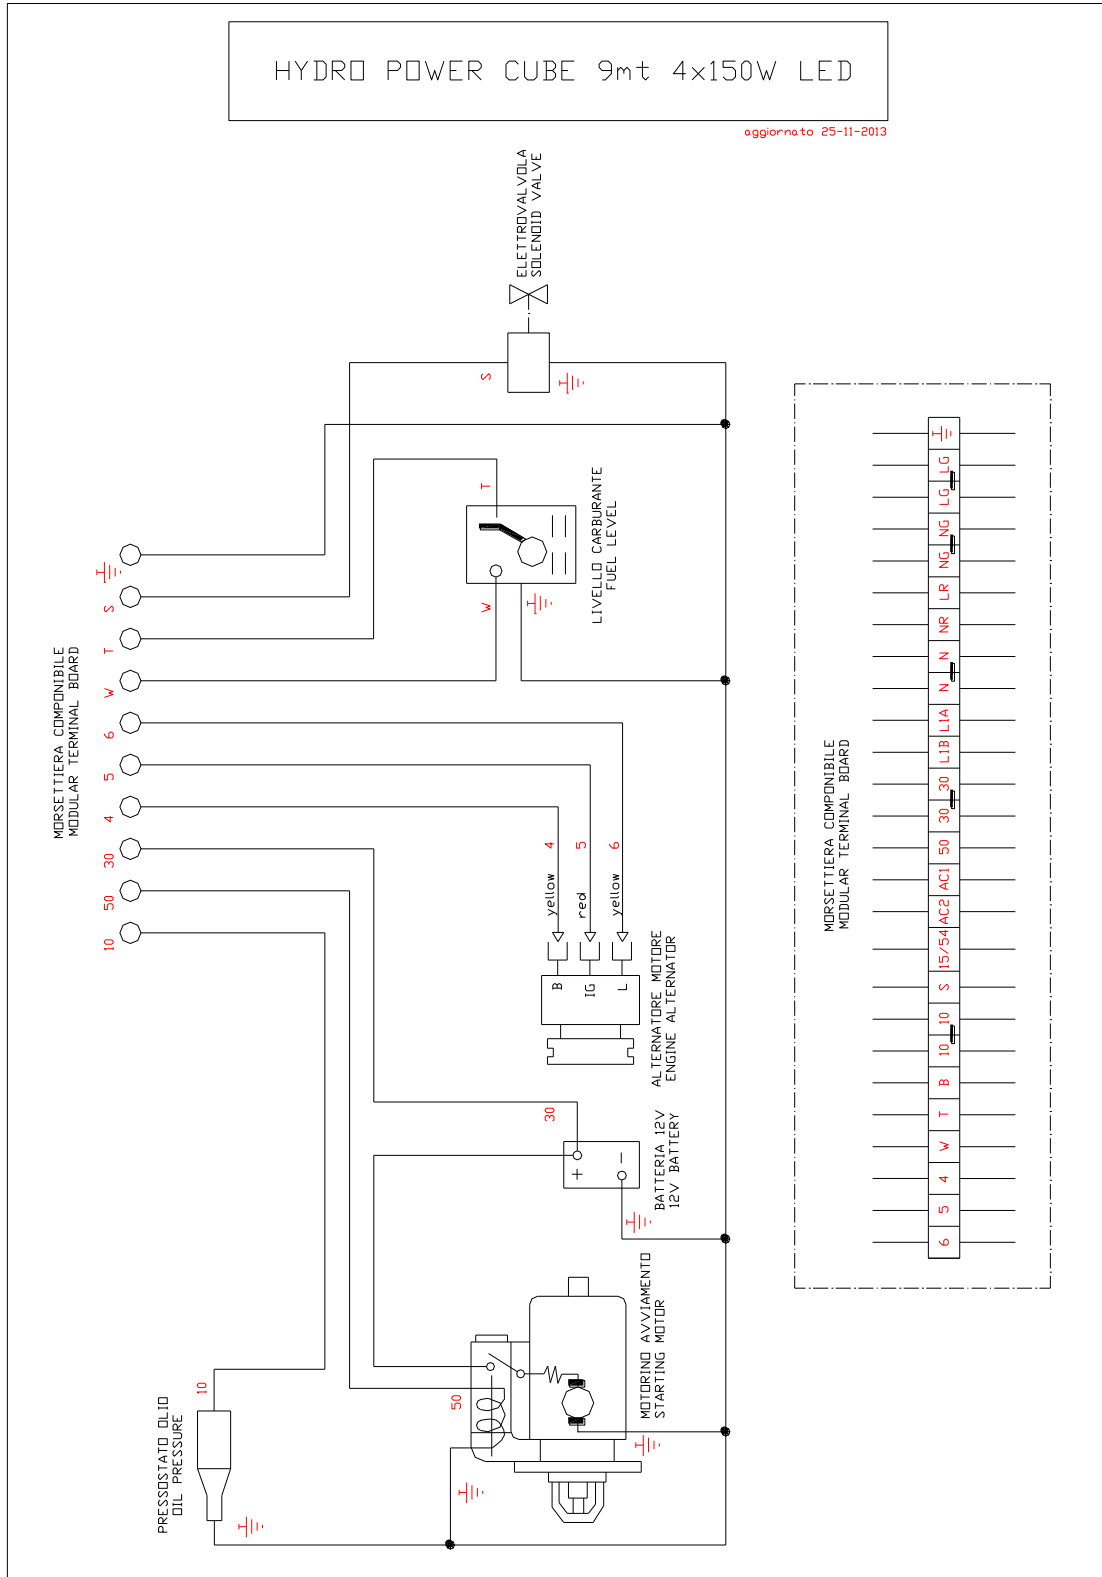 HYDRO POWER CUBE 9mt 4x150W LED
aggiornato 25-11-2013
ELETTROVALVOLA
SOLENOID VALVE
S
T
LIVELLO CARBURANTE
FUEL LEVEL
W
MORSETTIERA COMPONIBILE
MODULAR TERMINAL BOARD
S
T
W
6
5
4
30
50
10
4
5
6
yellow
red
yellow
B
IG
L
ALTERNATORE MOTORE
ENGINE ALTERNATOR
30
+
-
BATTERIA 12V
12V BATTERY
50
MOTORINO AVVIAMENTO
STARTING MOTOR
10
PRESSOSTATO OLIO
OIL PRESSURE
MORSETTIERA COMPONIBILE
MODULAR TERMINAL BOARD
LG
LG
NG
NG
LR
NR
N
N
L1A
L1B
30
30
50
AC1
AC2
15/54
S
10
10
B
T
W
4
5
6